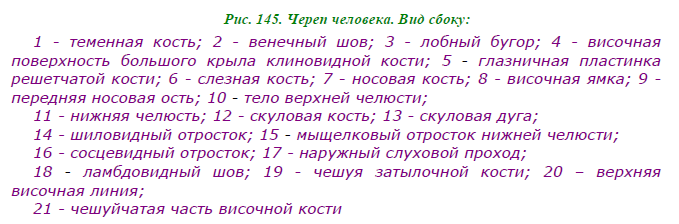 Рис. 145. Череп человека. Вид сбоку:
1 - теменная кость; 2 - венечный шов; 3 - лобный бугор; 4 - височная
поверхность большого крыла клиновидной кости; 5 - глазничная пластинка
решетчатой кости; 6 - слезная кость; 7 - носовая кость; 8 - височная ямка; 9 -
передняя носовая ость; 10 - тело верхней челюсти;
11 - нижняя челюсть; 12 - скуловая кость; 13 - скуловая дуга;
14 - шиловидный отросток; 15 - мыщелковый отросток нижней челюсти;
16 - сосцевидный отросток; 17 - наружный слуховой проход;
18 - ламбдовидный шов; 19 - чешуя затылочной кости; 20 – верхняя
височная линия;
21 - чешуйчатая часть височной кости